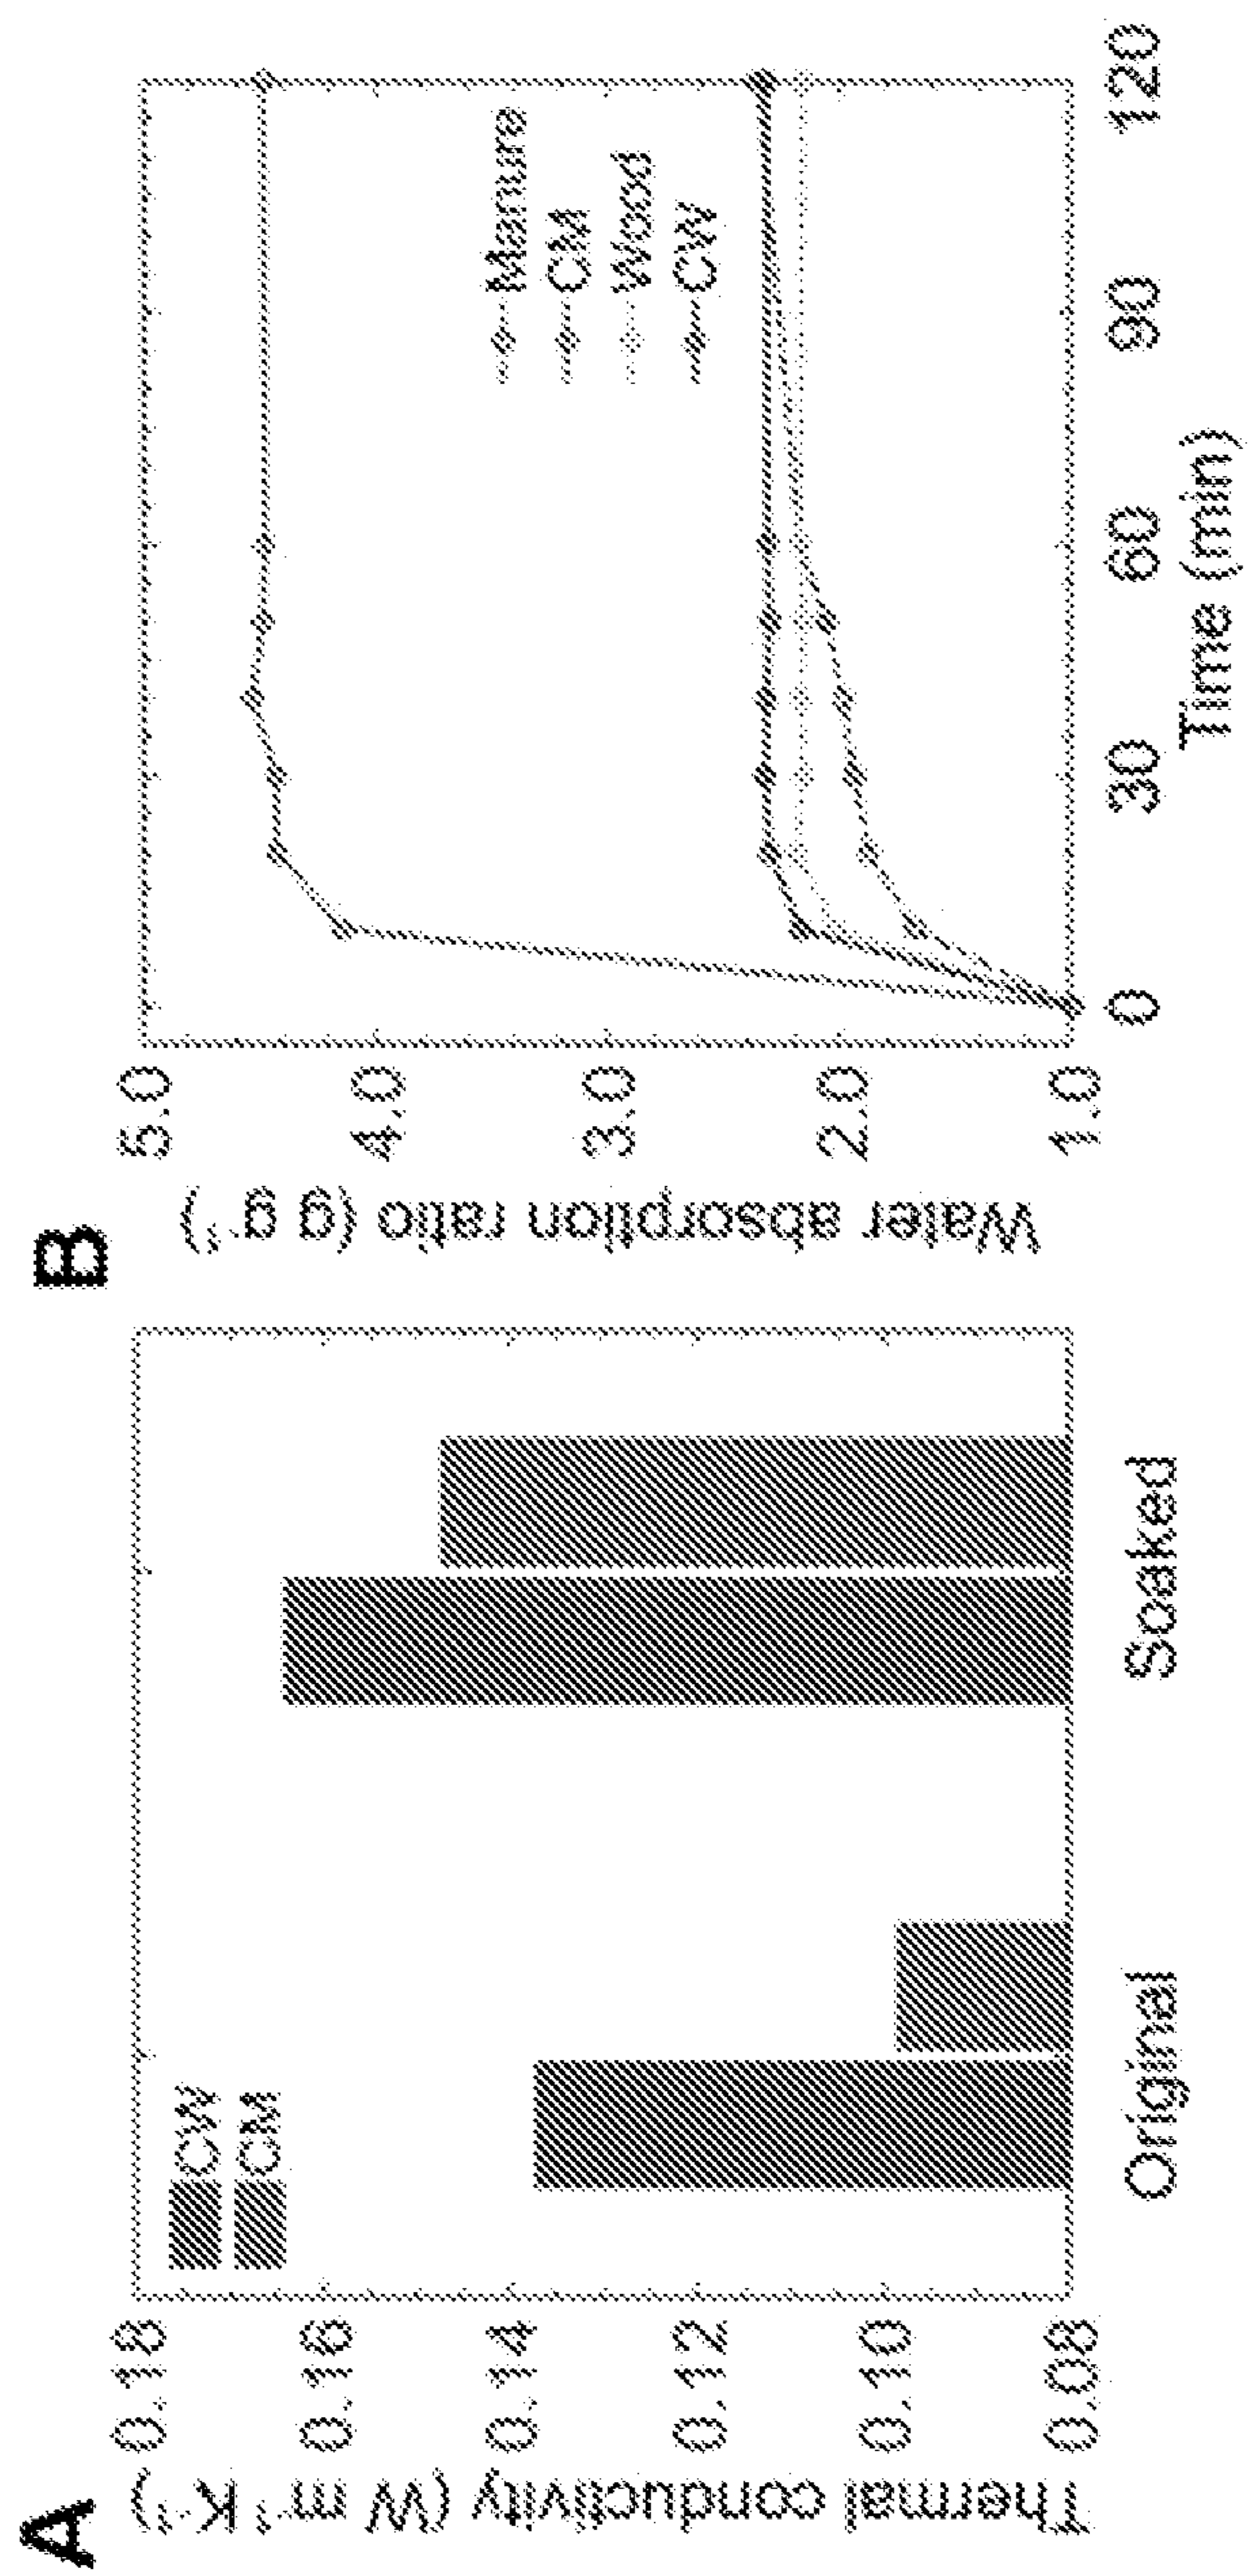 A
Thermal conductivity (W m⁻¹ K⁻¹)
0.18
0.16
0.14
0.12
0.10
0.08
CW
CM
Original
Soaked
B
Water absorption ratio (g g⁻¹)
5.0
4.0
3.0
2.0
1.0
Manure
CM
Wood
CW
0
30
60
90
120
Time (min)